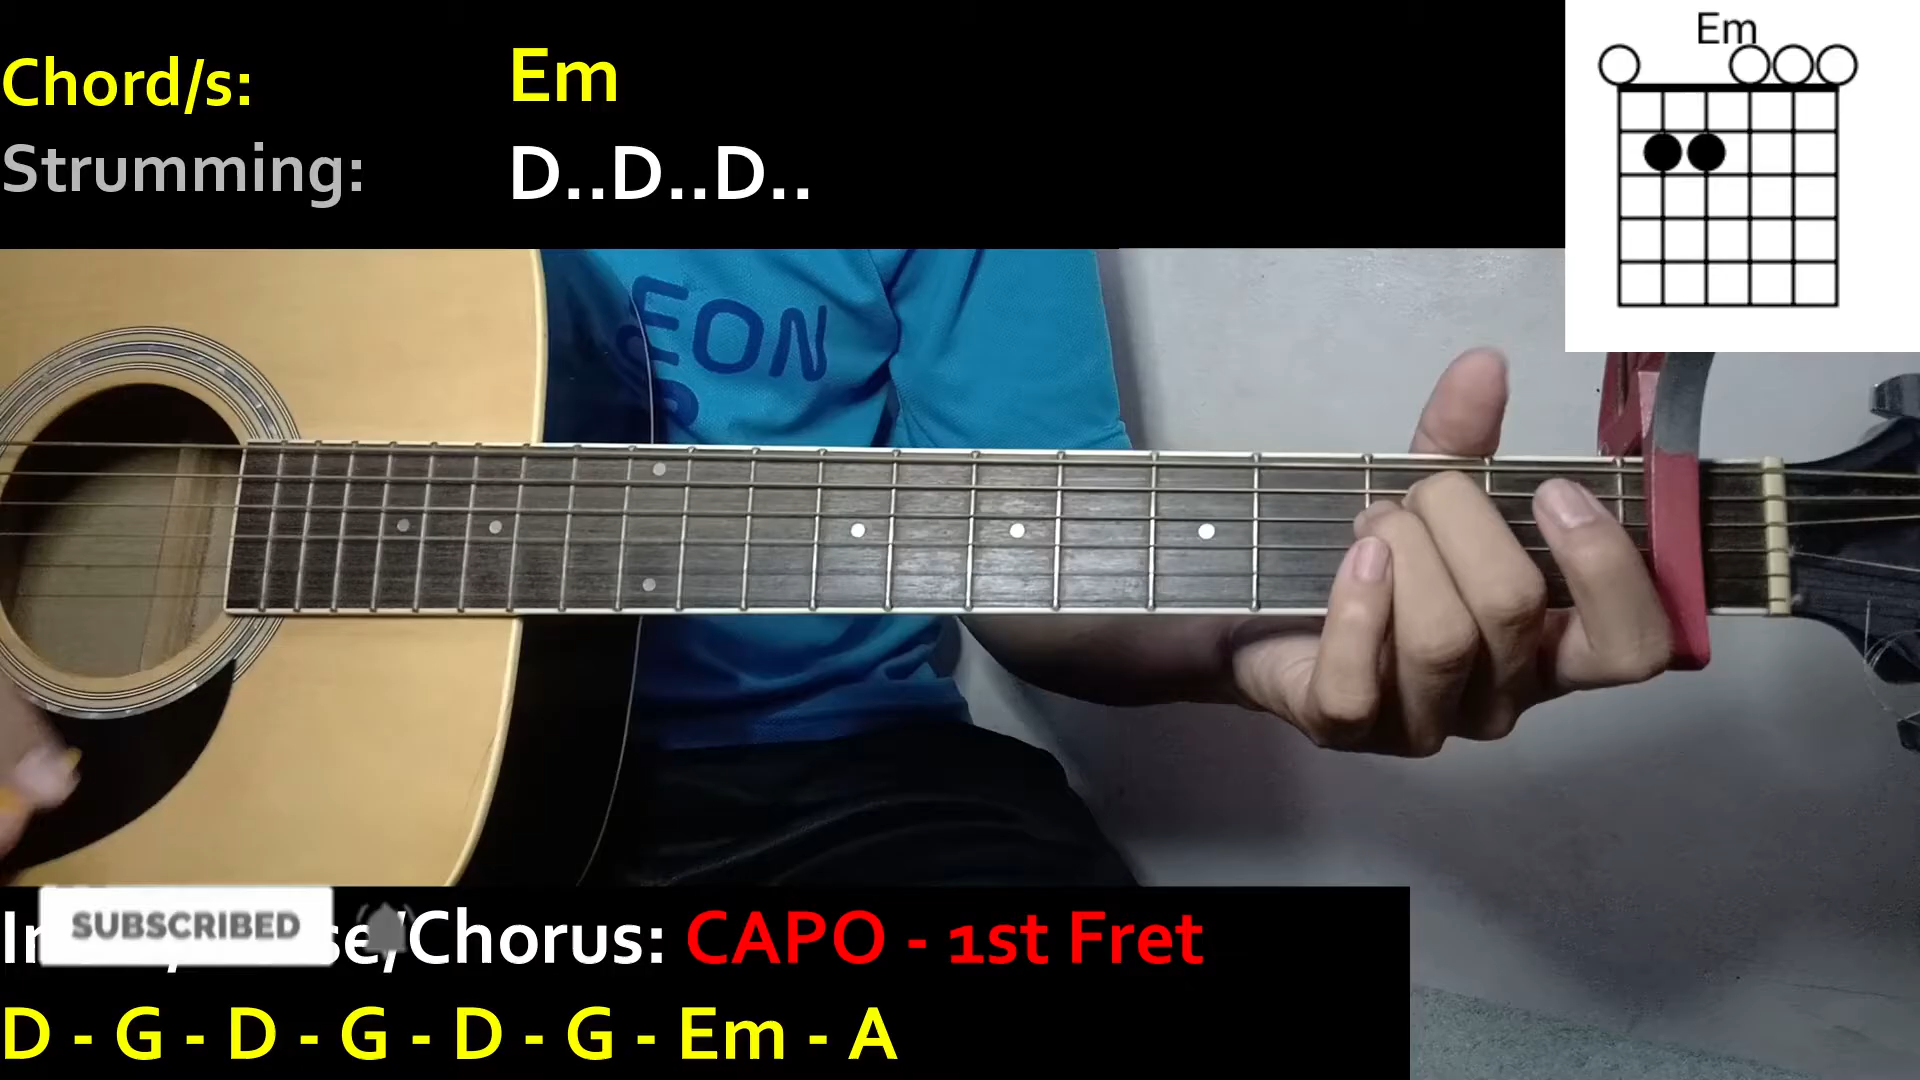 Chord/s: Em
Strumming: D..D..D..
Em
EON
SUBSCRIBED
/Chorus: CAPO - 1st Fret
D - G - D - G - D - G - Em - A